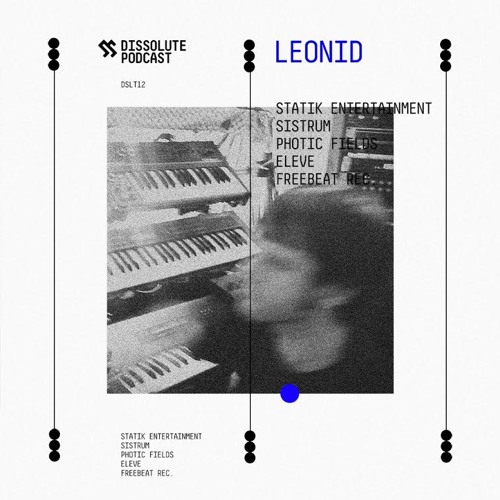 DISSOLUTE
PODCAST
LEONID
DSLT12
STATIK ENTERTAINMENT
SISTRUM
PHOTIC FIELDS
ELEVE
FREEBEAT REC.
STATIK ENTERTAINMENT
SISTRUM
PHOTIC FIELDS
ELEVE
FREEBEAT REC.